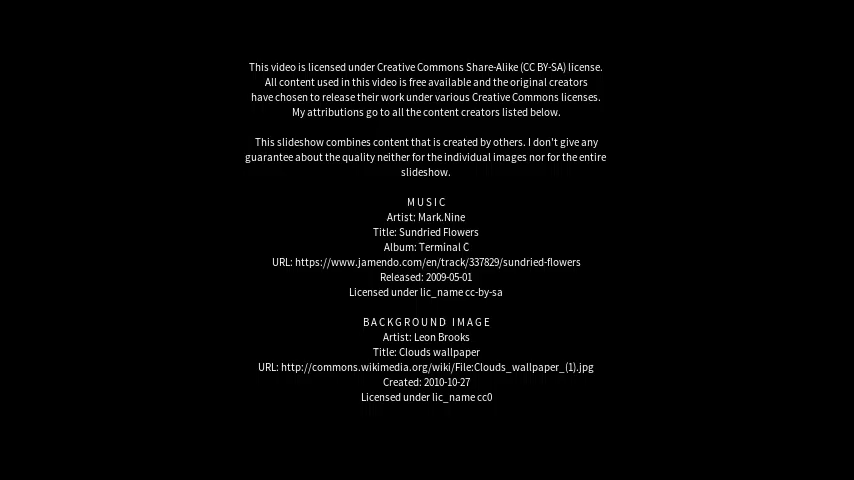 This video is licensed under Creative Commons Share-Alike (CC BY-SA) license.
All content used in this video is free available and the original creators
have chosen to release their work under various Creative Commons licenses.
My attributions go to all the content creators listed below.
This slideshow combines content that is created by others. I don't give any
guarantee about the quality neither for the individual images nor for the entire
slideshow.
M U S I C
Artist: Mark.Nine
Title: Sundried Flowers
Album: Terminal C
URL: https://www.jamendo.com/en/track/337829/sundried-flowers
Released: 2009-05-01
Licensed under lic_name cc-by-sa
B A C K G R O U N D   I M A G E
Artist: Leon Brooks
Title: Clouds wallpaper
URL: http://commons.wikimedia.org/wiki/File:Clouds_wallpaper_(1).jpg
Created: 2010-10-27
Licensed under lic_name cc0